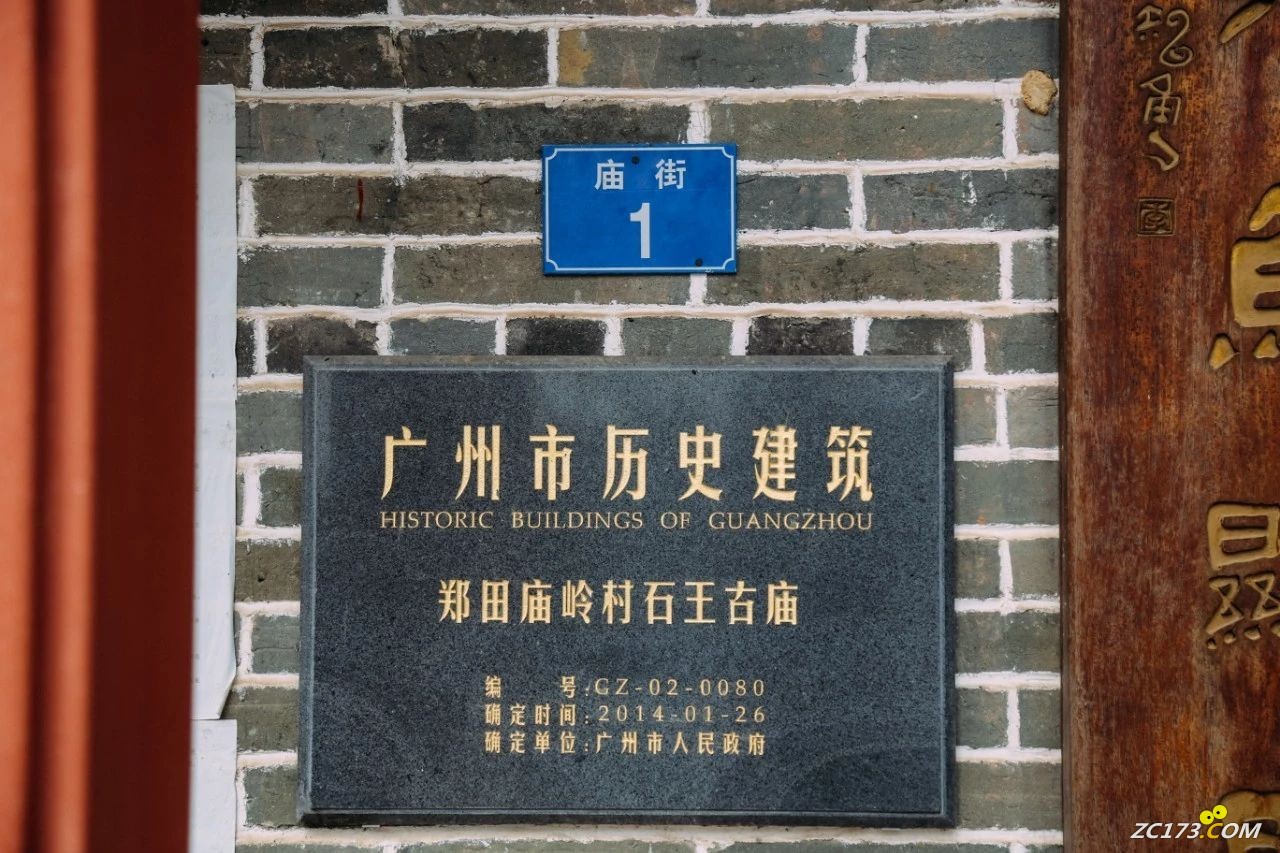 庙街
1
广州市历史建筑
HISTORIC BUILDINGS OF GUANGZHOU
郑田庙岭村石王古庙
编 号:GZ-02-0080
确定时间:2014-01-26
确定单位:广州市人民政府
ZC173.COM